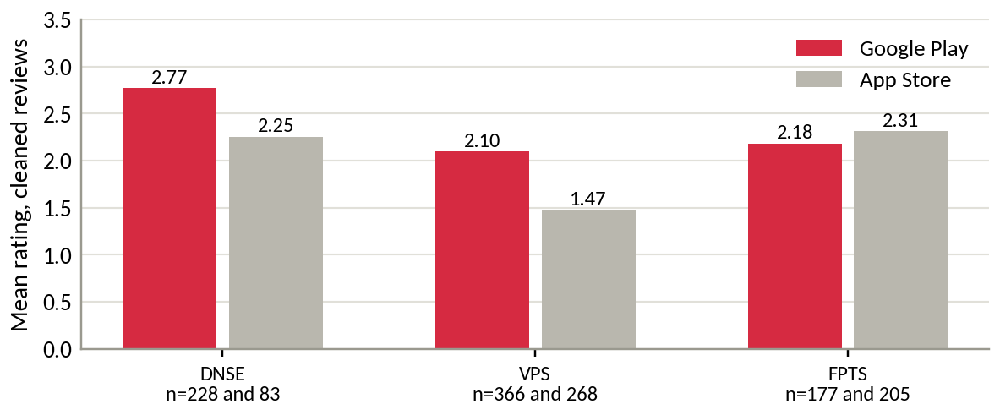 Mean rating, cleaned reviews
3.5
3.0
2.5
2.0
1.5
1.0
0.5
0.0
Google Play
App Store
2.77
2.25
2.10
1.47
2.18
2.31
DNSE
n=228 and 83
VPS
n=366 and 268
FPTS
n=177 and 205